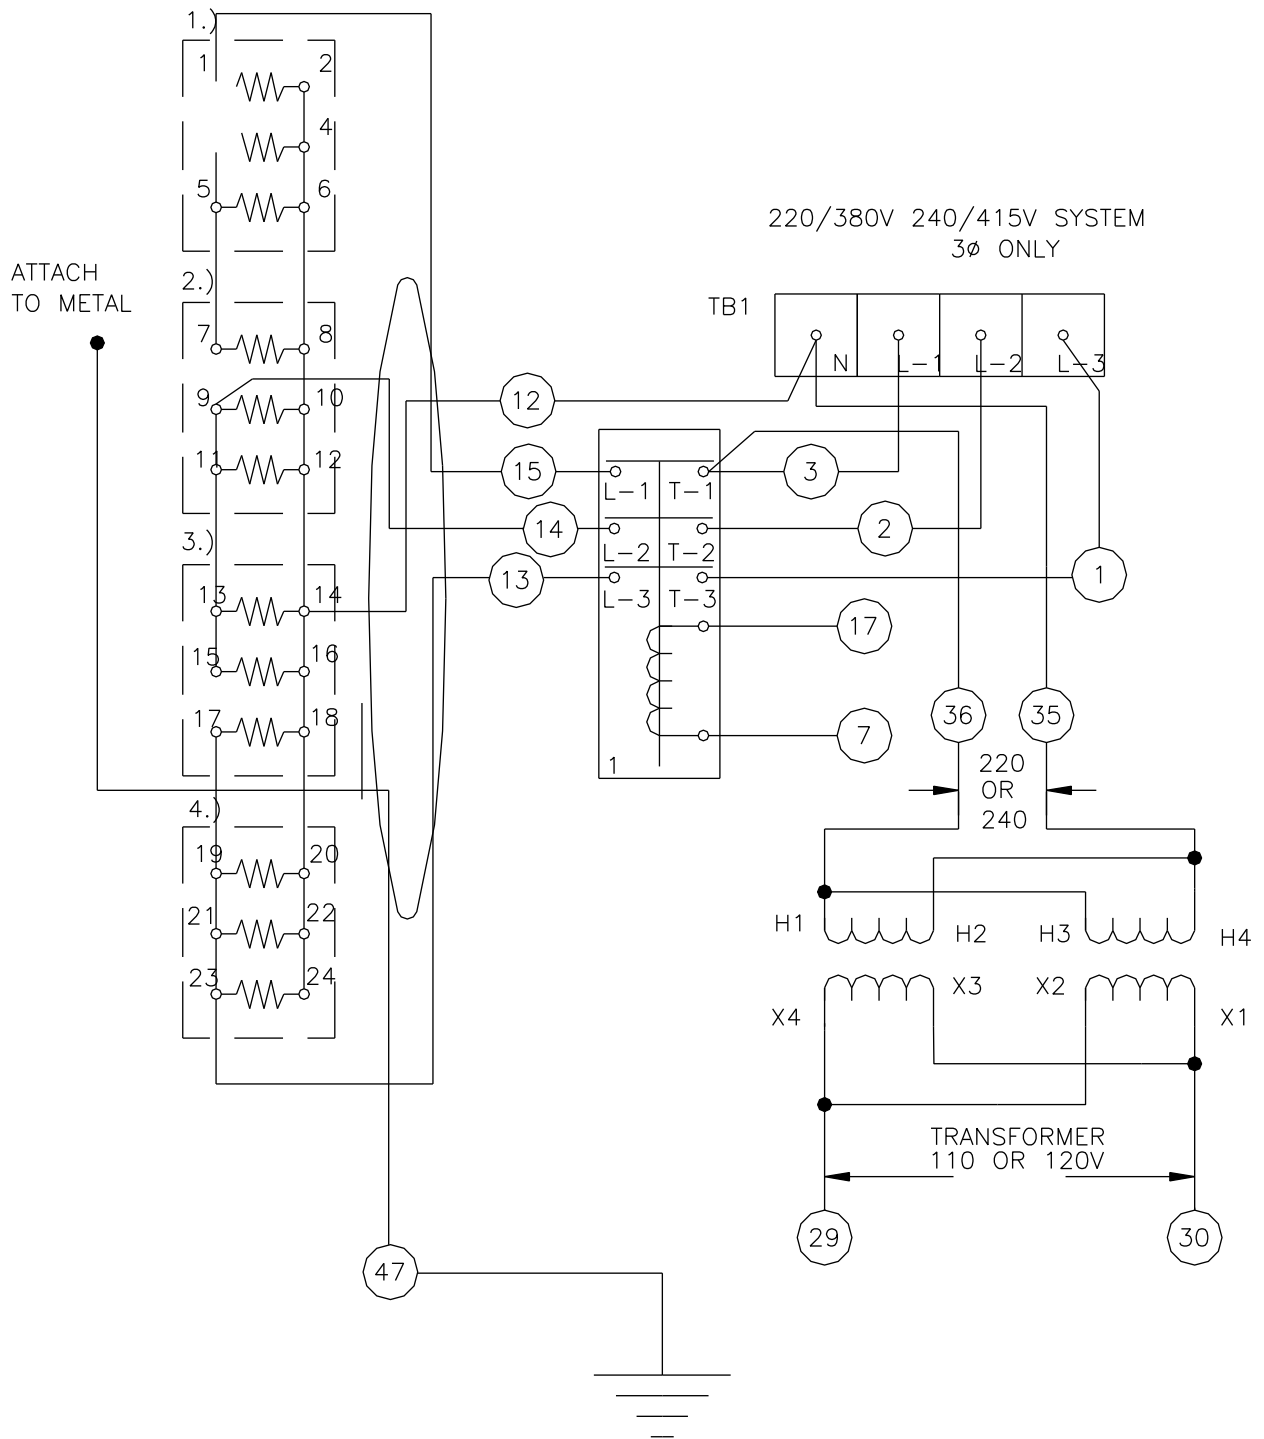 1.)
1 2
4
5 6
220/380V 240/415V SYSTEM
3ø ONLY
ATTACH
TO METAL
2.)
TB1
7 8
N L-1 L-2 L-3
9 10
12
11 12
15 3
L-1 T-1
14 2
3.)
L-2 T-2
13 1
13 14
L-3 T-3
17
15 16
17 18
36 35
7
1
220
OR
240
4.)
19 20
21 22
H1 H2 H3 H4
23 24
X3 X2
X4 X1
TRANSFORMER
110 OR 120V
29 30
47